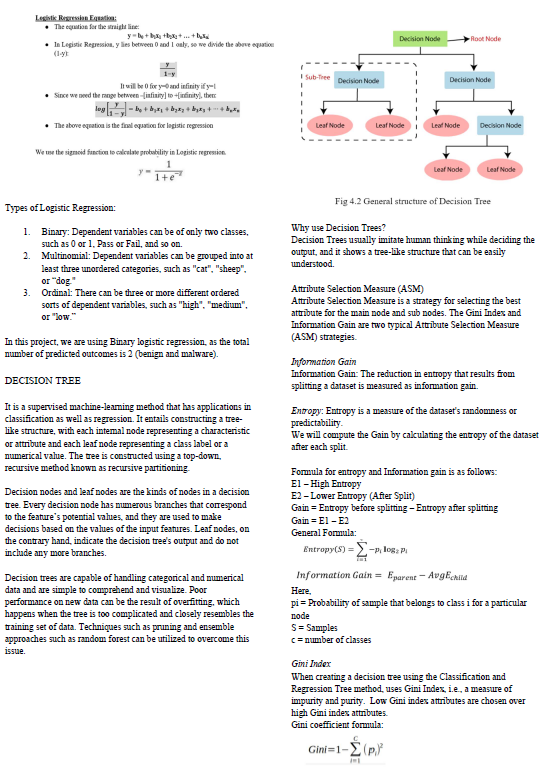 Logistic Regression Equation:
• The equation for the straight line:
y = b₀ + b₁x₁ +b₂x₂ + … + bₙxₙ
• In Logistic Regression, y lies between 0 and 1 only, so we divide the above equation
(1-y):
y
1-y
It will be 0 for y=0 and infinity if y=1
• Since we need the range between -[infinity] to +[infinity], then:
log [y / 1 − y] = b₀ + b₁x₁ + b₂x₂ + b₃x₃ + ⋯ + bₙxₙ
• The above equation is the final equation for logistic regression
We use the sigmoid function to calculate probability in Logistic regression.
y = 1 / 1 + e⁻ᶻ
Types of Logistic Regression:
1. Binary: Dependent variables can be of only two classes,
such as 0 or 1, Pass or Fail, and so on.
2. Multinomial: Dependent variables can be grouped into at
least three unordered categories, such as "cat", "sheep",
or "dog."
3. Ordinal: There can be three or more different ordered
sorts of dependent variables, such as "high", "medium",
or "low."
In this project, we are using Binary logistic regression, as the total
number of predicted outcomes is 2 (benign and malware).
DECISION TREE
It is a supervised machine-learning method that has applications in
classification as well as regression. It entails constructing a tree-
like structure, with each internal node representing a characteristic
or attribute and each leaf node representing a class label or a
numerical value. The tree is constructed using a top-down,
recursive method known as recursive partitioning.
Decision nodes and leaf nodes are the kinds of nodes in a decision
tree. Every decision node has numerous branches that correspond
to the feature's potential values, and they are used to make
decisions based on the values of the input features. Leaf nodes, on
the contrary hand, indicate the decision tree's output and do not
include any more branches.
Decision trees are capable of handling categorical and numerical
data and are simple to comprehend and visualize. Poor
performance on new data can be the result of overfitting, which
happens when the tree is too complicated and closely resembles the
training set of data. Techniques such as pruning and ensemble
approaches such as random forest can be utilized to overcome this
issue.
Decision Node
Root Node
Sub-Tree
Decision Node
Decision Node
Leaf Node
Leaf Node
Leaf Node
Decision Node
Leaf Node
Leaf Node
Fig 4.2 General structure of Decision Tree
Why use Decision Trees?
Decision Trees usually imitate human thinking while deciding the
output, and it shows a tree-like structure that can be easily
understood.
Attribute Selection Measure (ASM)
Attribute Selection Measure is a strategy for selecting the best
attribute for the main node and sub nodes. The Gini Index and
Information Gain are two typical Attribute Selection Measure
(ASM) strategies.
Information Gain
Information Gain: The reduction in entropy that results from
splitting a dataset is measured as information gain.
Entropy: Entropy is a measure of the dataset's randomness or
predictability.
We will compute the Gain by calculating the entropy of the dataset
after each split.
Formula for entropy and Information gain is as follows:
E1 – High Entropy
E2 – Lower Entropy (After Split)
Gain = Entropy before splitting – Entropy after splitting
Gain = E1 – E2
General Formula:
Entropy(S) = ∑ i=1 −pᵢ log₂ pᵢ
Information Gain = E parent − AvgE child
Here,
pi = Probability of sample that belongs to class i for a particular
node
S = Samples
c = number of classes
Gini Index
When creating a decision tree using the Classification and
Regression Tree method, uses Gini Index, i.e., a measure of
impurity and purity. Low Gini index attributes are chosen over
high Gini index attributes.
Gini coefficient formula:
Gini=1−∑ C i=1 (pᵢ)²